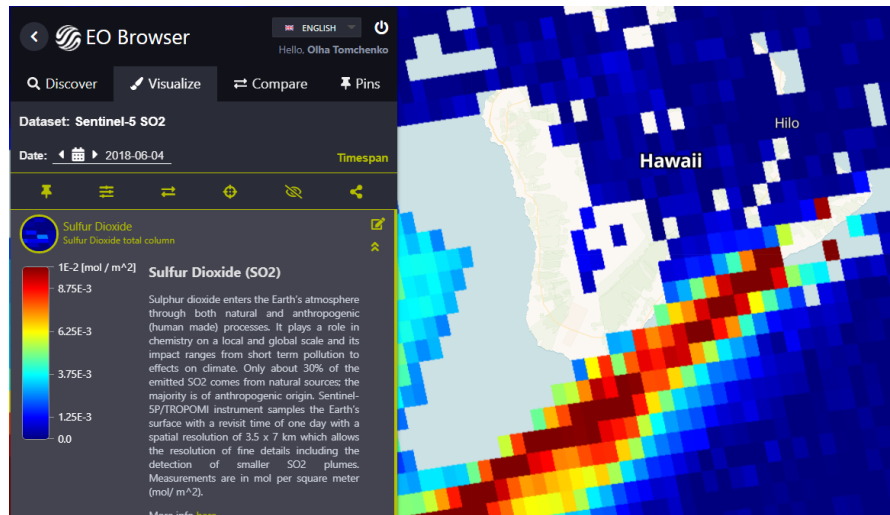 EO Browser
ENGLISH
Hello, Olha Tomchenko
Discover
Visualize
Compare
Pins
Dataset: Sentinel-5 SO2
Date: 2018-06-04
Timespan
Sulfur Dioxide
Sulfur Dioxide total column
1E-2 [mol / m^2]
8.75E-3
6.25E-3
3.75E-3
1.25E-3
0.0
Sulfur Dioxide (SO2)
Sulphur dioxide enters the Earth's atmosphere
through both natural and anthropogenic
(human made) processes. It plays a role in
chemistry on a local and global scale and its
impact ranges from short term pollution to
effects on climate. Only about 30% of the
emitted SO2 comes from natural sources; the
majority is of anthropogenic origin. Sentinel-
5P/TROPOMI instrument samples the Earth's
surface with a revisit time of one day with a
spatial resolution of 3.5 x 7 km which allows
the resolution of fine details including the
detection of smaller SO2 plumes.
Measurements are in mol per square meter
(mol/ m^2).
More info here
Hawaii
Hilo